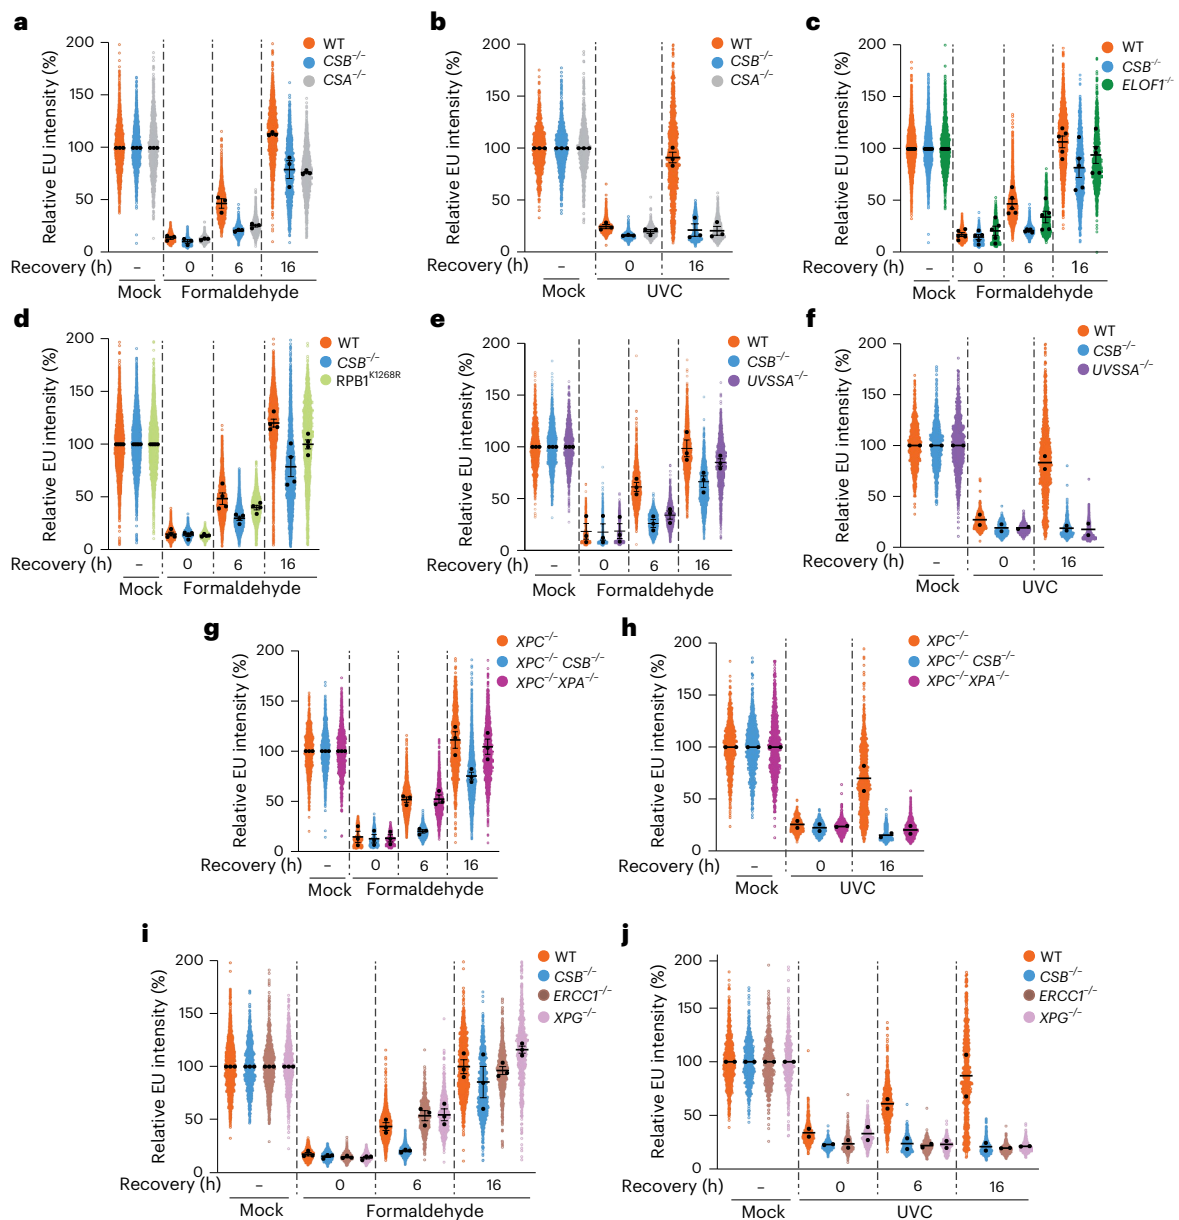 a
Relative EU intensity (%)
200
150
100
50
0
WT
CSB−/−
CSA−/−
Recovery (h)
– 0 6 16
Mock Formaldehyde
b
Relative EU intensity (%)
200
150
100
50
0
WT
CSB−/−
CSA−/−
Recovery (h)
– 0 16
Mock UVC
c
Relative EU intensity (%)
200
150
100
50
0
WT
CSB−/−
ELOF1−/−
Recovery (h)
– 0 6 16
Mock Formaldehyde
d
Relative EU intensity (%)
200
150
100
50
0
WT
CSB−/−
RPB1K1268R
Recovery (h)
– 0 6 16
Mock Formaldehyde
e
Relative EU intensity (%)
200
150
100
50
0
WT
CSB−/−
UVSSA−/−
Recovery (h)
– 0 6 16
Mock Formaldehyde
f
Relative EU intensity (%)
200
150
100
50
0
WT
CSB−/−
UVSSA−/−
Recovery (h)
– 0 16
Mock UVC
g
Relative EU intensity (%)
200
150
100
50
0
XPC−/−
XPC−/− CSB−/−
XPC−/− XPA−/−
Recovery (h)
– 0 6 16
Mock Formaldehyde
h
Relative EU intensity (%)
200
150
100
50
0
XPC−/−
XPC−/− CSB−/−
XPC−/− XPA−/−
Recovery (h)
– 0 16
Mock UVC
i
Relative EU intensity (%)
200
150
100
50
0
WT
CSB−/−
ERCC1−/−
XPG−/−
Recovery (h)
– 0 6 16
Mock Formaldehyde
j
Relative EU intensity (%)
200
150
100
50
0
WT
CSB−/−
ERCC1−/−
XPG−/−
Recovery (h)
– 0 6 16
Mock UVC